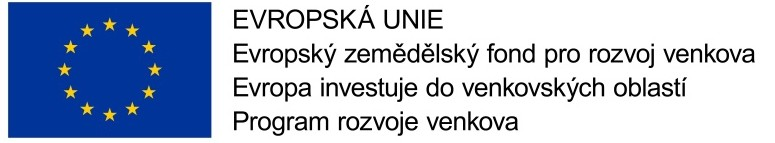 EVROPSKÁ UNIE
Evropský zemědělský fond pro rozvoj venkova
Evropa investuje do venkovských oblastí
Program rozvoje venkova